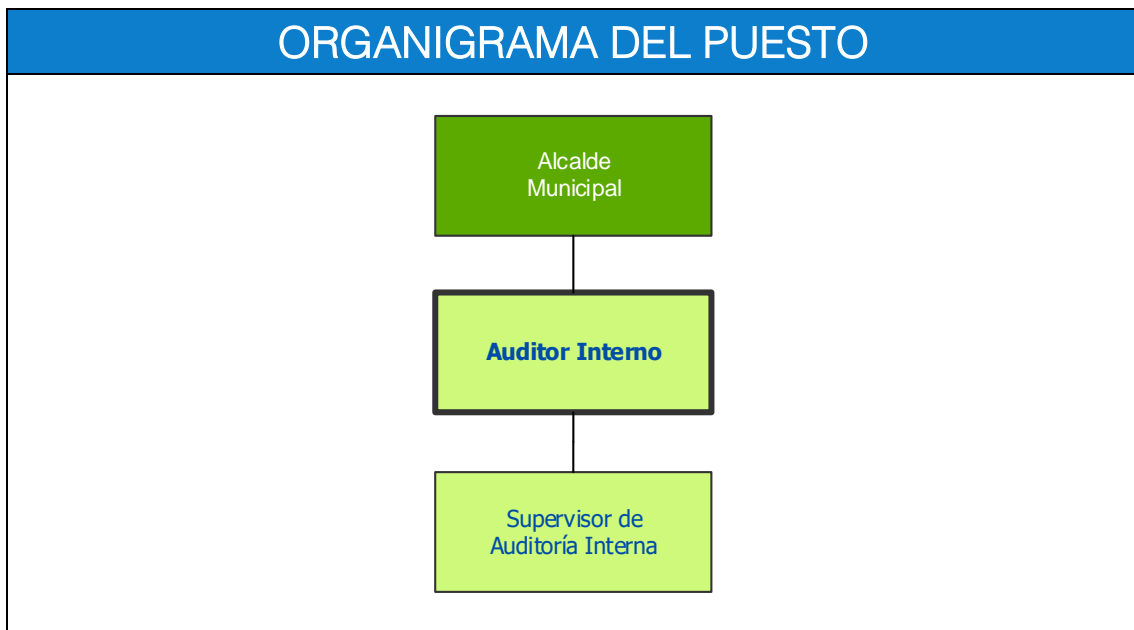 ORGANIGRAMA DEL PUESTO
Alcalde
Municipal
Auditor Interno
Supervisor de
Auditoría Interna